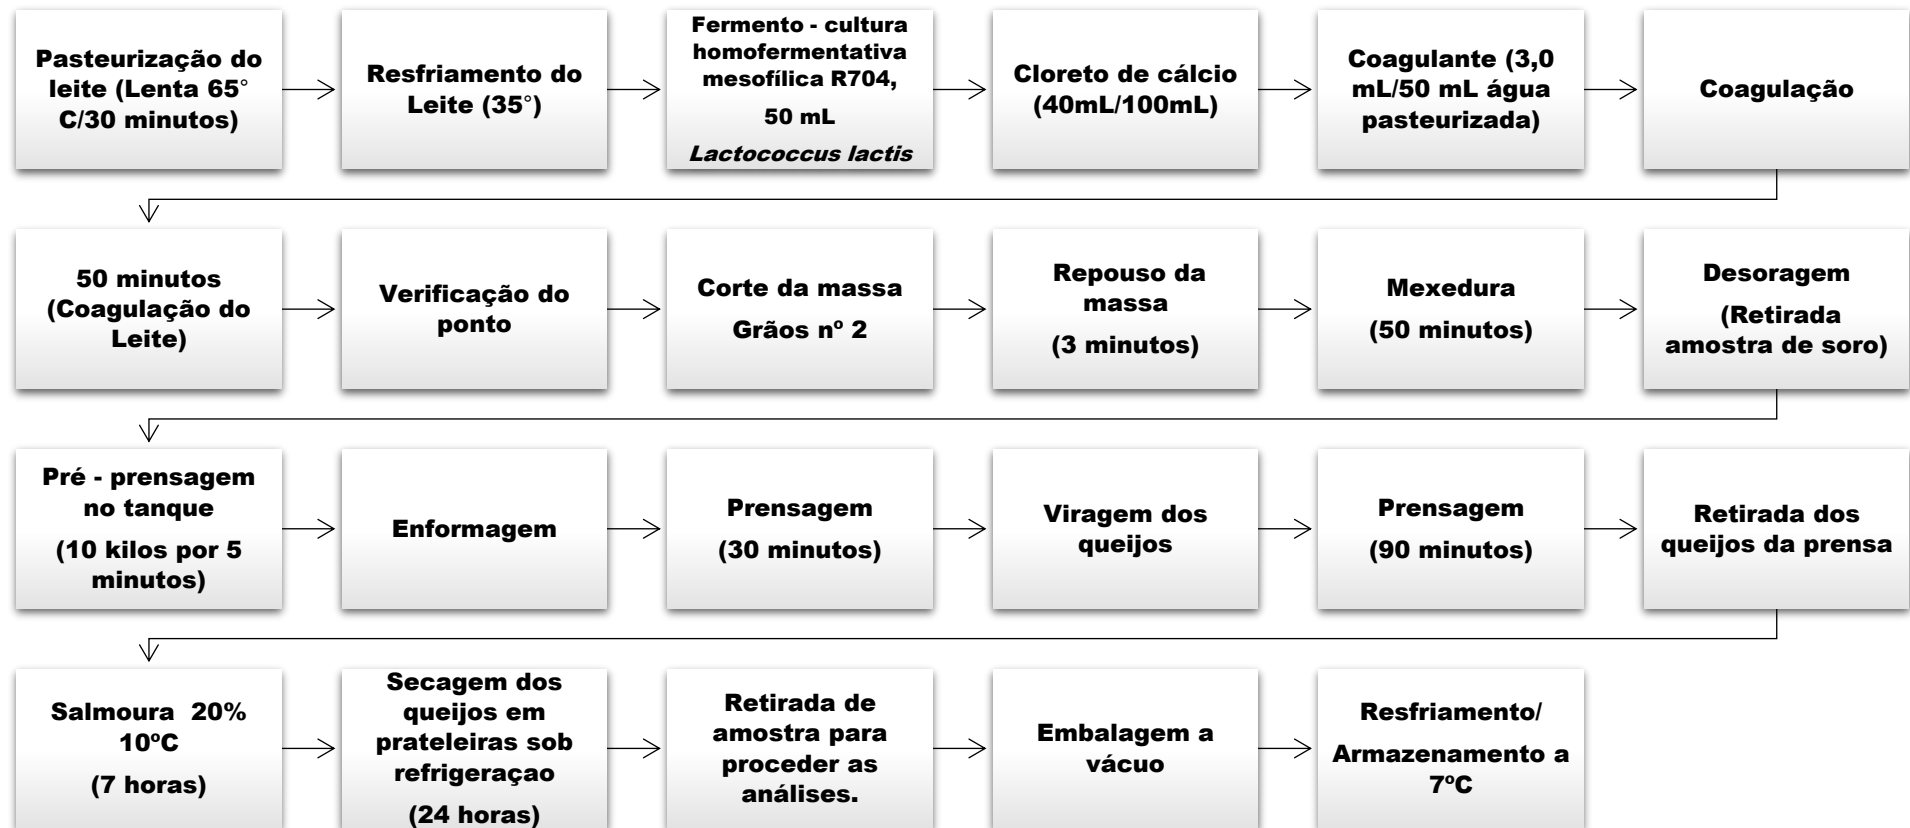 Pasteurização do
leite (Lenta 65°
C/30 minutos)
Resfriamento do
Leite (35°)
Fermento - cultura
homofermentativa
mesofílica R704,
50 mL
Lactococcus lactis
Cloreto de cálcio
(40mL/100mL)
Coagulante (3,0
mL/50 mL água
pasteurizada)
Coagulação
50 minutos
(Coagulação do
Leite)
Verificação do
ponto
Corte da massa
Grãos nº 2
Repouso da
massa
(3 minutos)
Mexedura
(50 minutos)
Desoragem
(Retirada
amostra de soro)
Pré - prensagem
no tanque
(10 kilos por 5
minutos)
Enformagem
Prensagem
(30 minutos)
Viragem dos
queijos
Prensagem
(90 minutos)
Retirada dos
queijos da prensa
Salmoura 20%
10ºC
(7 horas)
Secagem dos
queijos em
prateleiras sob
refrigeraçao
(24 horas)
Retirada de
amostra para
proceder as
análises.
Embalagem a
vácuo
Resfriamento/
Armazenamento a
7ºC